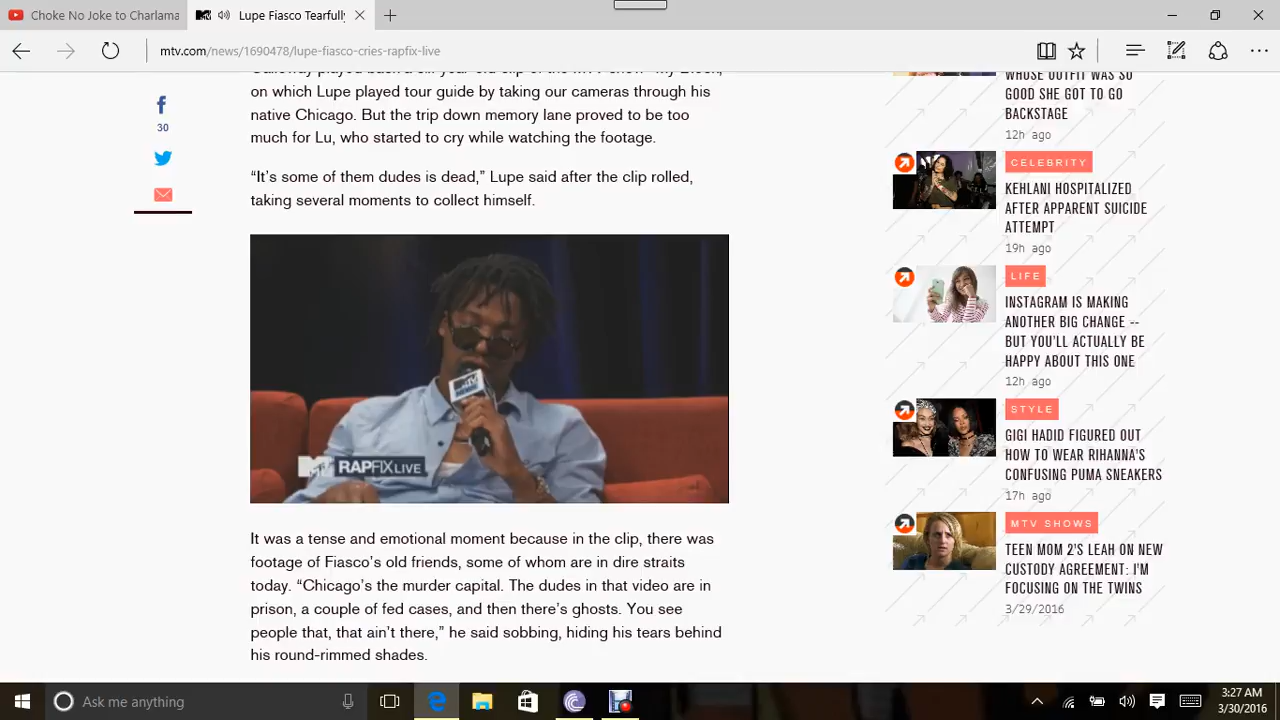 Choke No Joke on Charlama
Lupe Fiasco Tearfully
mtv.com/news/1690478/lupe-fiasco-cries-rapfix-live
on which Lupe played tour guide by taking our cameras through his
native Chicago. But the trip down memory lane proved to be too
much for Lu, who started to cry while watching the footage.
“It’s some of them dudes is dead,” Lupe said after the clip rolled,
taking several moments to collect himself.
RAPFIX LIVE
It was a tense and emotional moment because in the clip, there was
footage of Fiasco’s old friends, some of whom are in dire straits
today. “Chicago’s the murder capital. The dudes in that video are in
prison, a couple of fed cases, and then there’s ghosts. You see
people that, that ain’t there,” he said sobbing, hiding his tears behind
his round-rimmed shades.
30
WHOSE OUTFIT WAS SO
GOOD SHE GOT TO GO
BACKSTAGE
12h ago
CELEBRITY
KEHLANI HOSPITALIZED
AFTER APPARENT SUICIDE
ATTEMPT
19h ago
LIFE
INSTAGRAM IS MAKING
ANOTHER BIG CHANGE --
BUT YOU'LL ACTUALLY BE
HAPPY ABOUT THIS ONE
12h ago
STYLE
GIGI HADID FIGURED OUT
HOW TO WEAR RIHANNA'S
CONFUSING PUMA SNEAKERS
17h ago
MTV SHOWS
TEEN MOM 2'S LEAH ON NEW
CUSTODY AGREEMENT: I'M
FOCUSING ON THE TWINS
3/29/2016
Ask me anything
3:27 AM
3/30/2016